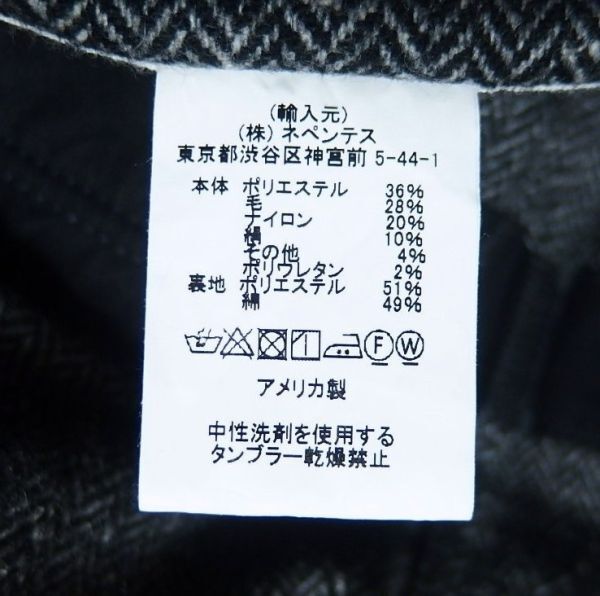 (輸入元)
(株) ネペンテス
東京都渋谷区神宮前 5-44-1
本体 ポリエステル 36%
毛 28%
ナイロン 20%
綿 10%
その他 4%
ポリウレタン 2%
裏地 ポリエステル 51%
綿 49%
F W
アメリカ製
中性洗剤を使用する
タンブラー乾燥禁止